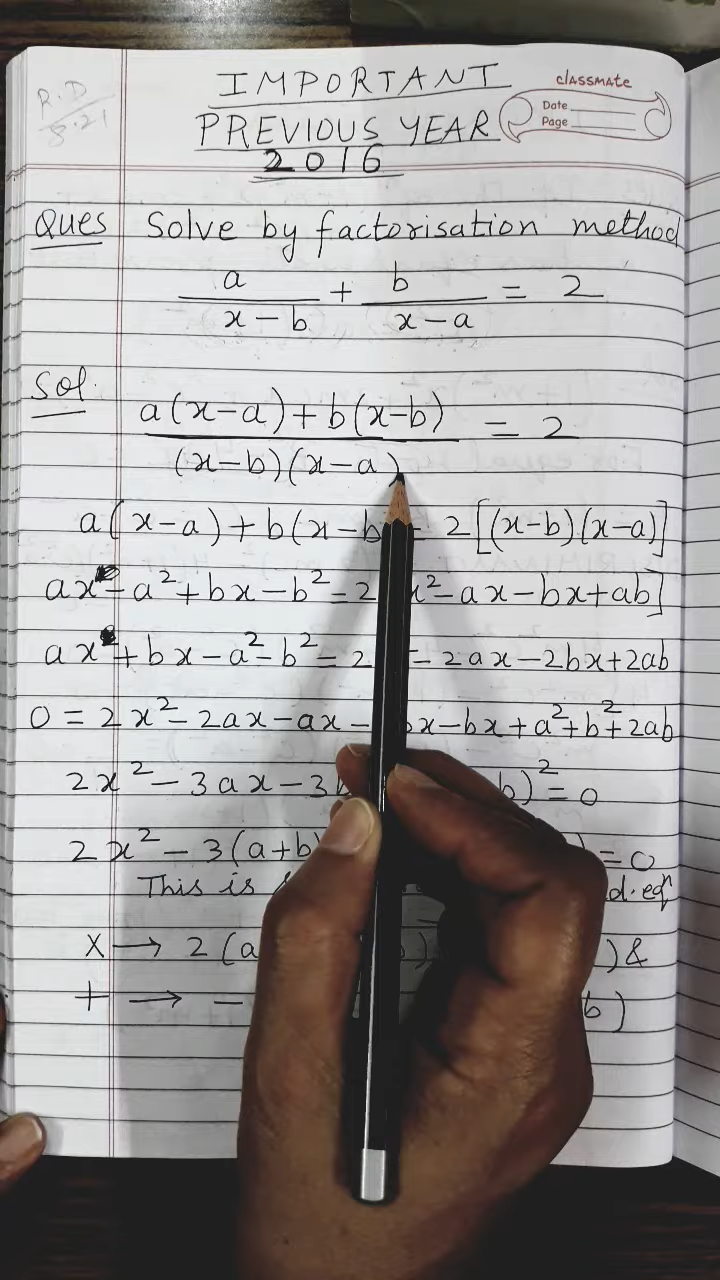 R.D
8.21
IMPORTANT
PREVIOUS YEAR
2016
classmate
Date
Page
Ques Solve by factorisation method
a/(x-b) + b/(x-a) = 2
Sol.
a(x-a)+b(x-b)/(x-b)(x-a) = 2
a(x-a)+b(x-b = 2[(x-b)(x-a)]
ax-a²+bx-b²=2 x²-ax-bx+ab]
ax+bx-a²-b²=2 -2ax-2bx+2ab
0=2x²-2ax-ax- bx-bx+a²+b²+2ab
2x²-3ax-3 b)²=0
2x²-3(a+b) )=0
This is d.eqn
X → 2(a b) )&
+ → - b)